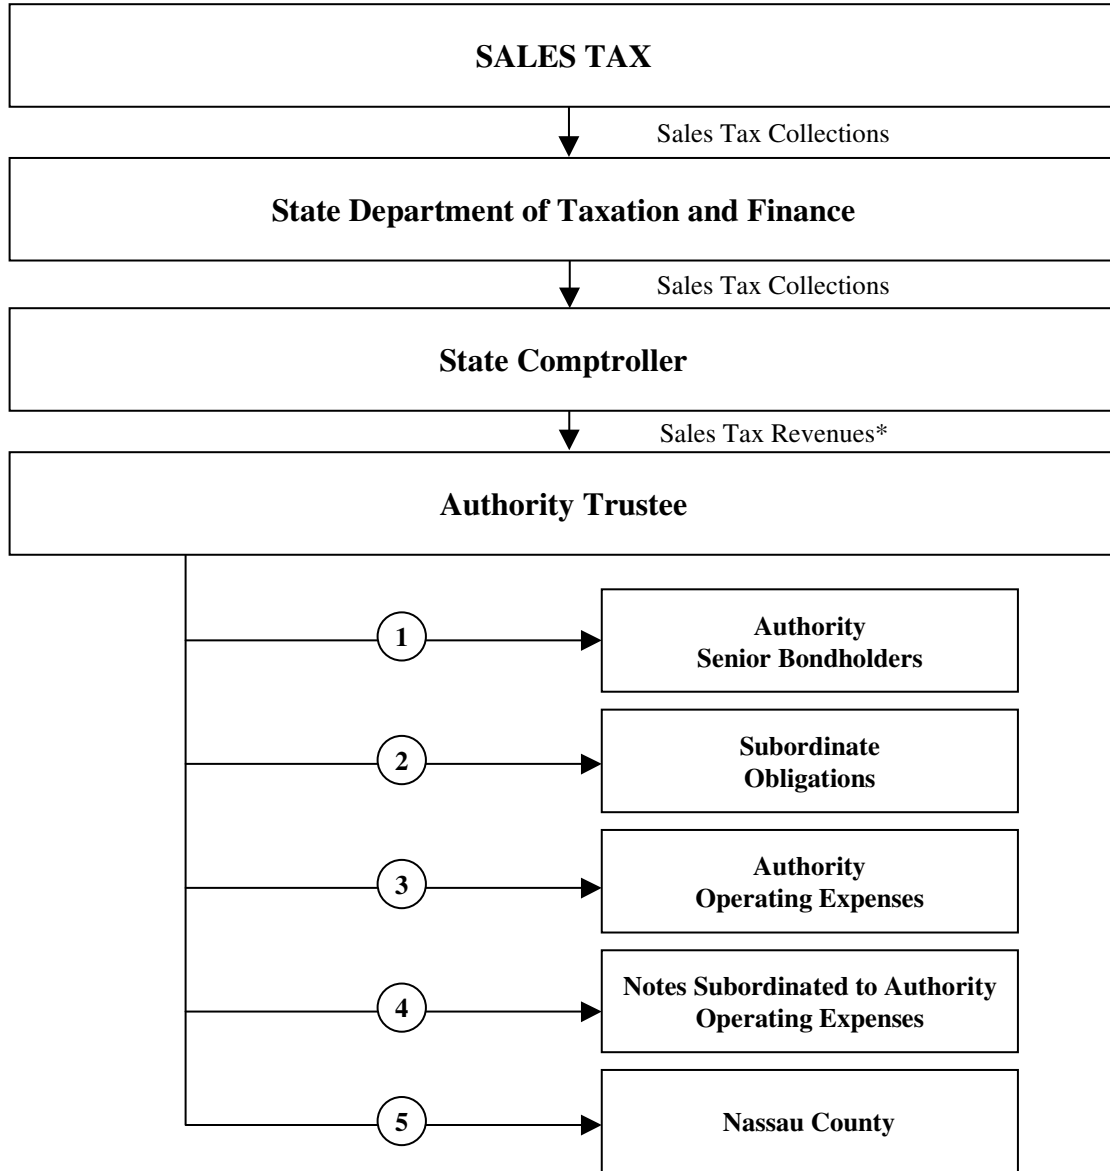 SALES TAX
Sales Tax Collections
State Department of Taxation and Finance
Sales Tax Collections
State Comptroller
Sales Tax Revenues*
Authority Trustee
1
Authority
Senior Bondholders
2
Subordinate
Obligations
3
Authority
Operating Expenses
4
Notes Subordinated to Authority
Operating Expenses
5
Nassau County